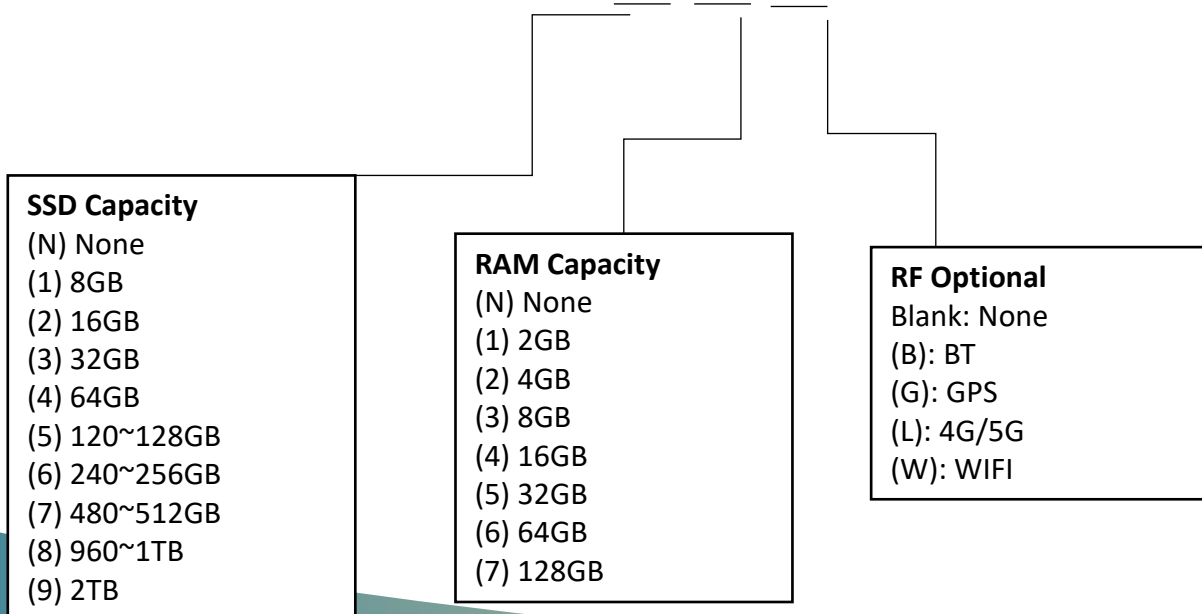 SSD Capacity
(N) None
(1) 8GB
(2) 16GB
(3) 32GB
(4) 64GB
(5) 120~128GB
(6) 240~256GB
(7) 480~512GB
(8) 960~1TB
(9) 2TB
RAM Capacity
(N) None
(1) 2GB
(2) 4GB
(3) 8GB
(4) 16GB
(5) 32GB
(6) 64GB
(7) 128GB
RF Optional
Blank: None
(B): BT
(G): GPS
(L): 4G/5G
(W): WIFI